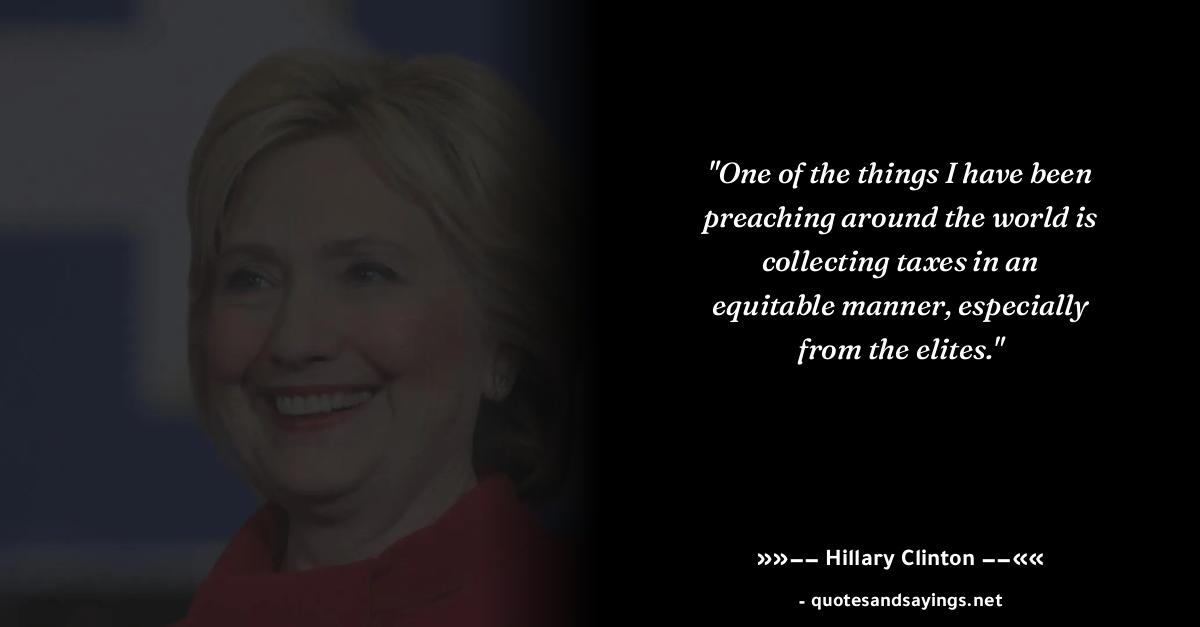 "One of the things I have been
preaching around the world is
collecting taxes in an
equitable manner, especially
from the elites."
»»−− Hillary Clinton −−««
- quotesandsayings.net